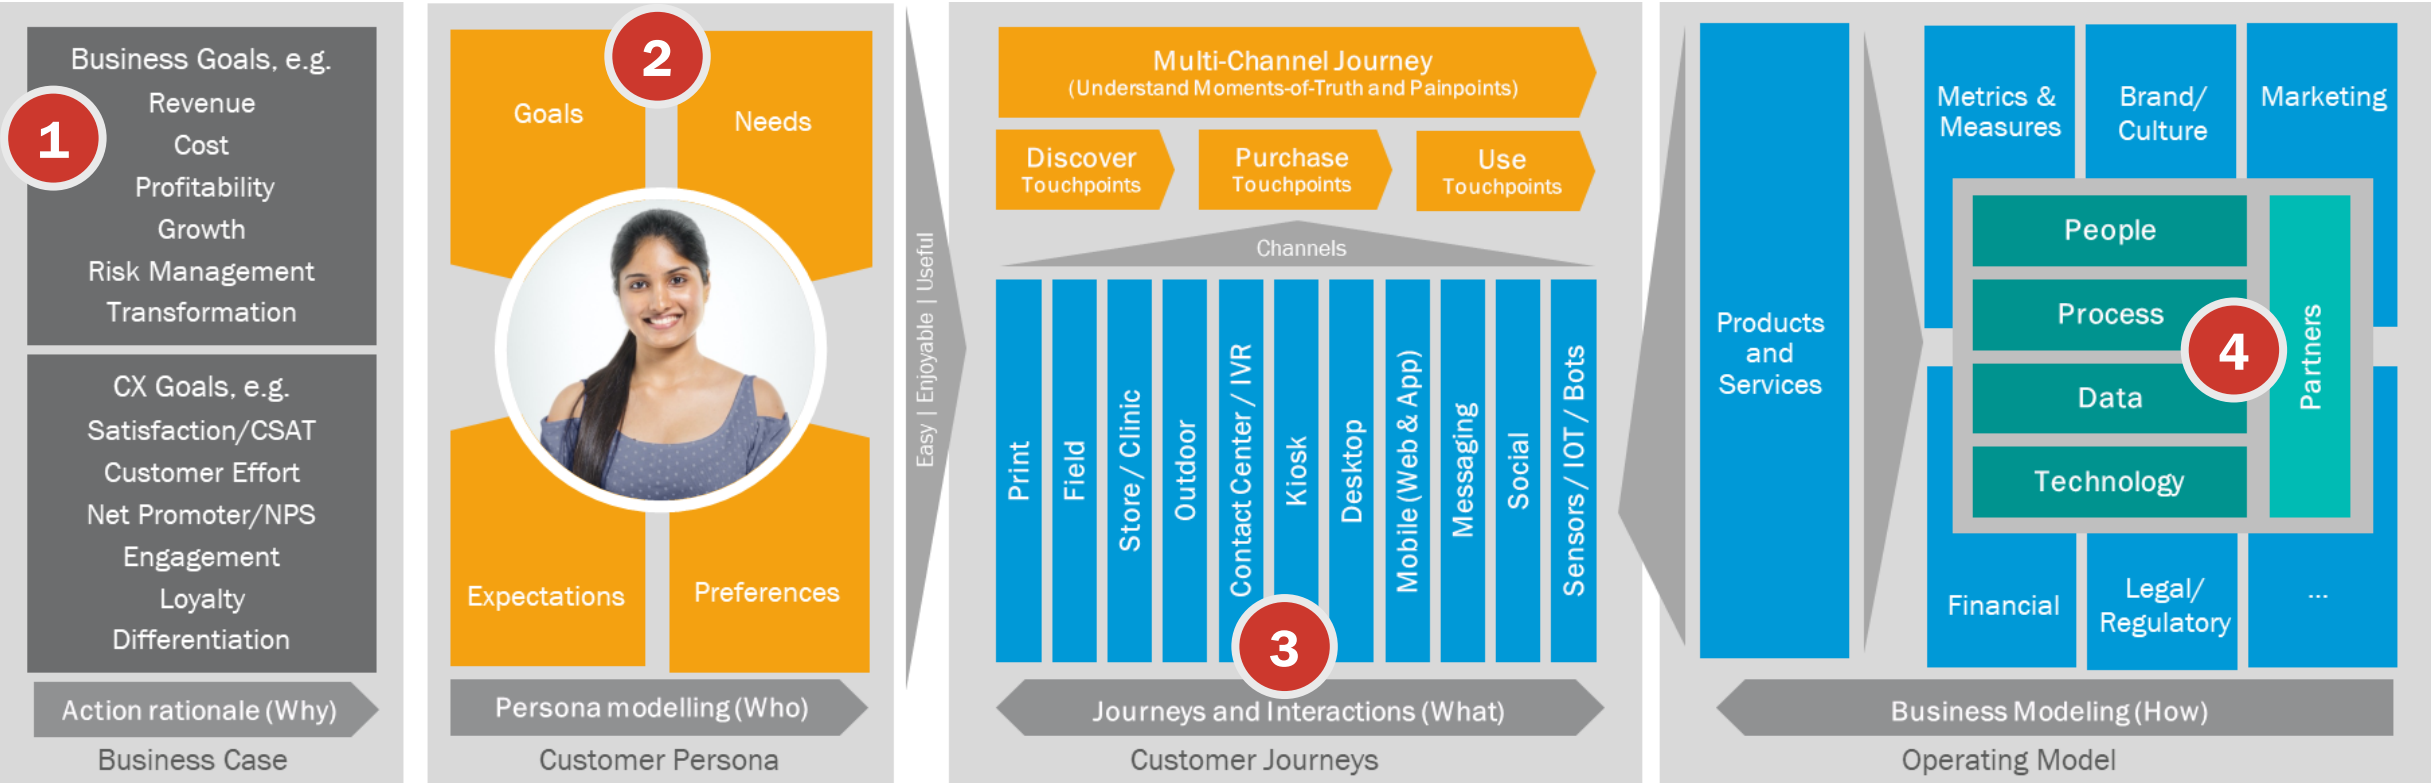 1
Business Goals, e.g.
Revenue
Cost
Profitability
Growth
Risk Management
Transformation
CX Goals, e.g.
Satisfaction/CSAT
Customer Effort
Net Promoter/NPS
Engagement
Loyalty
Differentiation
Action rationale (Why)
Business Case
2
Goals
Needs
Expectations
Preferences
Persona modelling (Who)
Customer Persona
Easy | Enjoyable | Useful
Multi-Channel Journey
(Understand Moments-of-Truth and Painpoints)
Discover
Touchpoints
Purchase
Touchpoints
Use
Touchpoints
Channels
Print
Field
Store / Clinic
Outdoor
Contact Center / IVR
Kiosk
Desktop
Mobile (Web & App)
Messaging
Social
Sensors / IOT / Bots
3
Journeys and Interactions (What)
Customer Journeys
Products
and
Services
Metrics &
Measures
Brand/
Culture
Marketing
People
Process
Data
Technology
Partners
4
Financial
Legal/
Regulatory
...
Business Modeling (How)
Operating Model